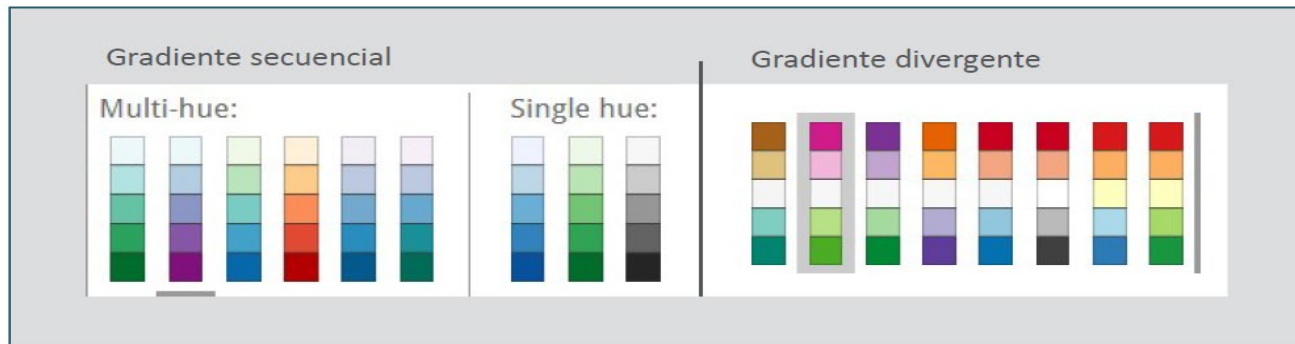 Gradiente secuencial
Gradiente divergente
Multi-hue:
Single hue: